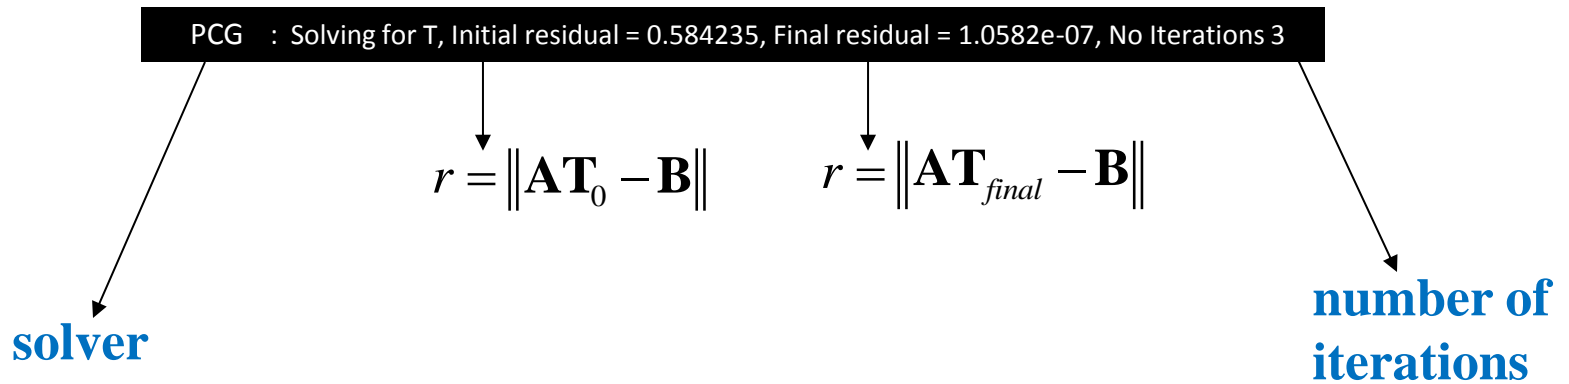 PCG : Solving for T, Initial residual = 0.584235, Final residual = 1.0582e-07, No Iterations 3
r = ‖AT₀ − B‖
r = ‖AT_final − B‖
solver
number of
iterations